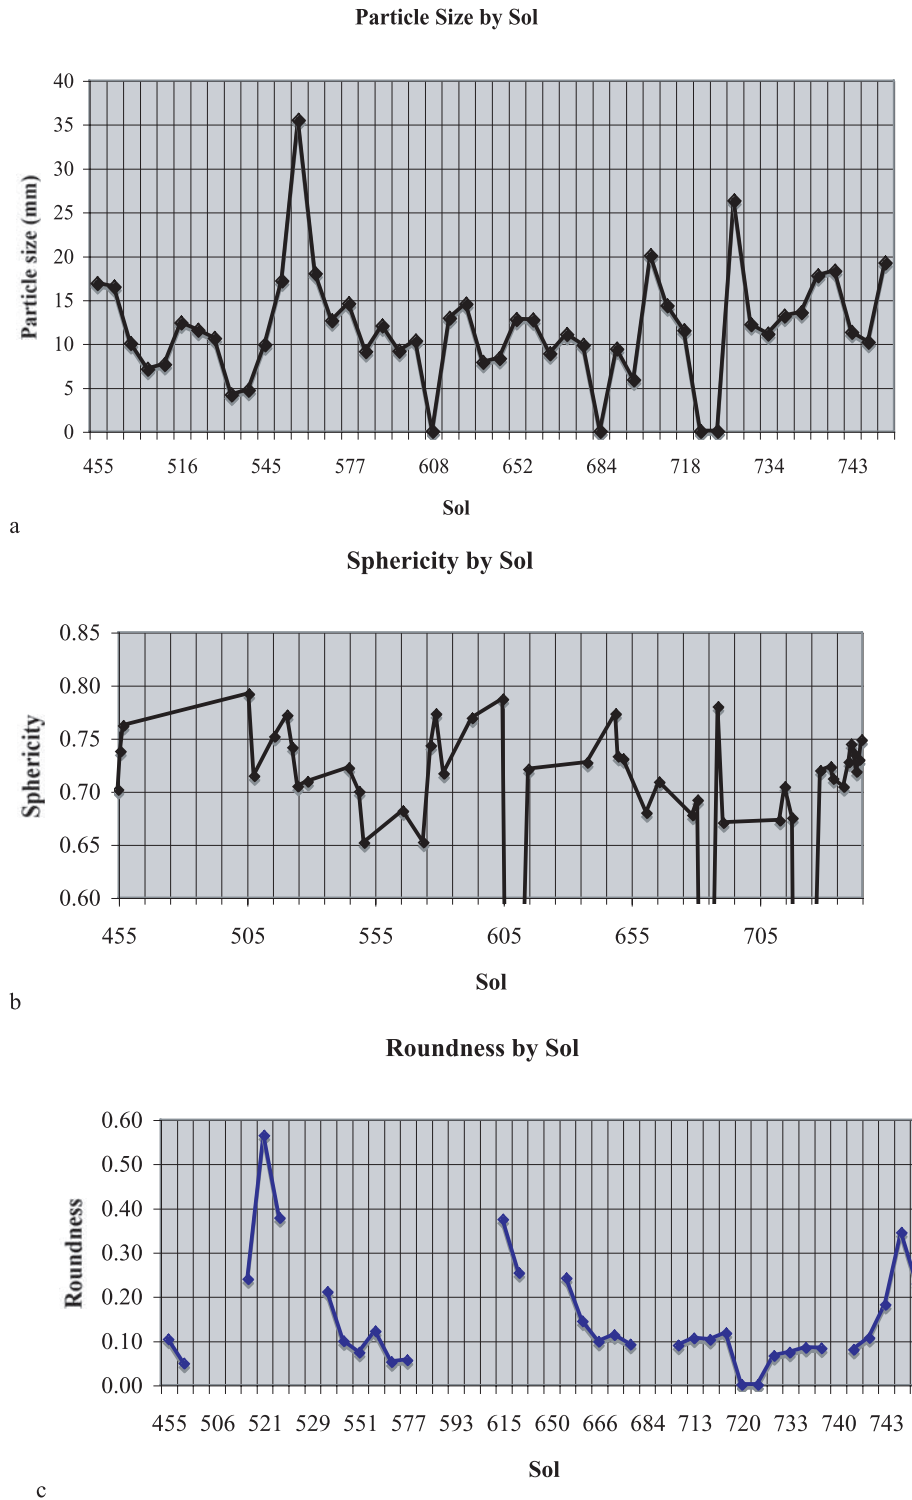 Particle Size by Sol
40
35
30
25
20
15
10
5
0
Particle size (mm)
455 516 545 577 608 652 684 718 734 743
Sol
a
Sphericity by Sol
0.85
0.80
0.75
0.70
0.65
0.60
Sphericity
455 505 555 605 655 705
Sol
b
Roundness by Sol
0.60
0.50
0.40
0.30
0.20
0.10
0.00
Roundness
455 506 521 529 551 577 593 615 650 666 684 713 720 733 740 743
Sol
c